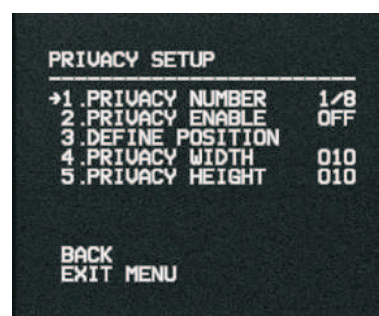 PRIVACY SETUP
→1.PRIVACY NUMBER 1/8
2.PRIVACY ENABLE OFF
3.DEFINE POSITION
4.PRIVACY WIDTH 010
5.PRIVACY HEIGHT 010
BACK
EXIT MENU